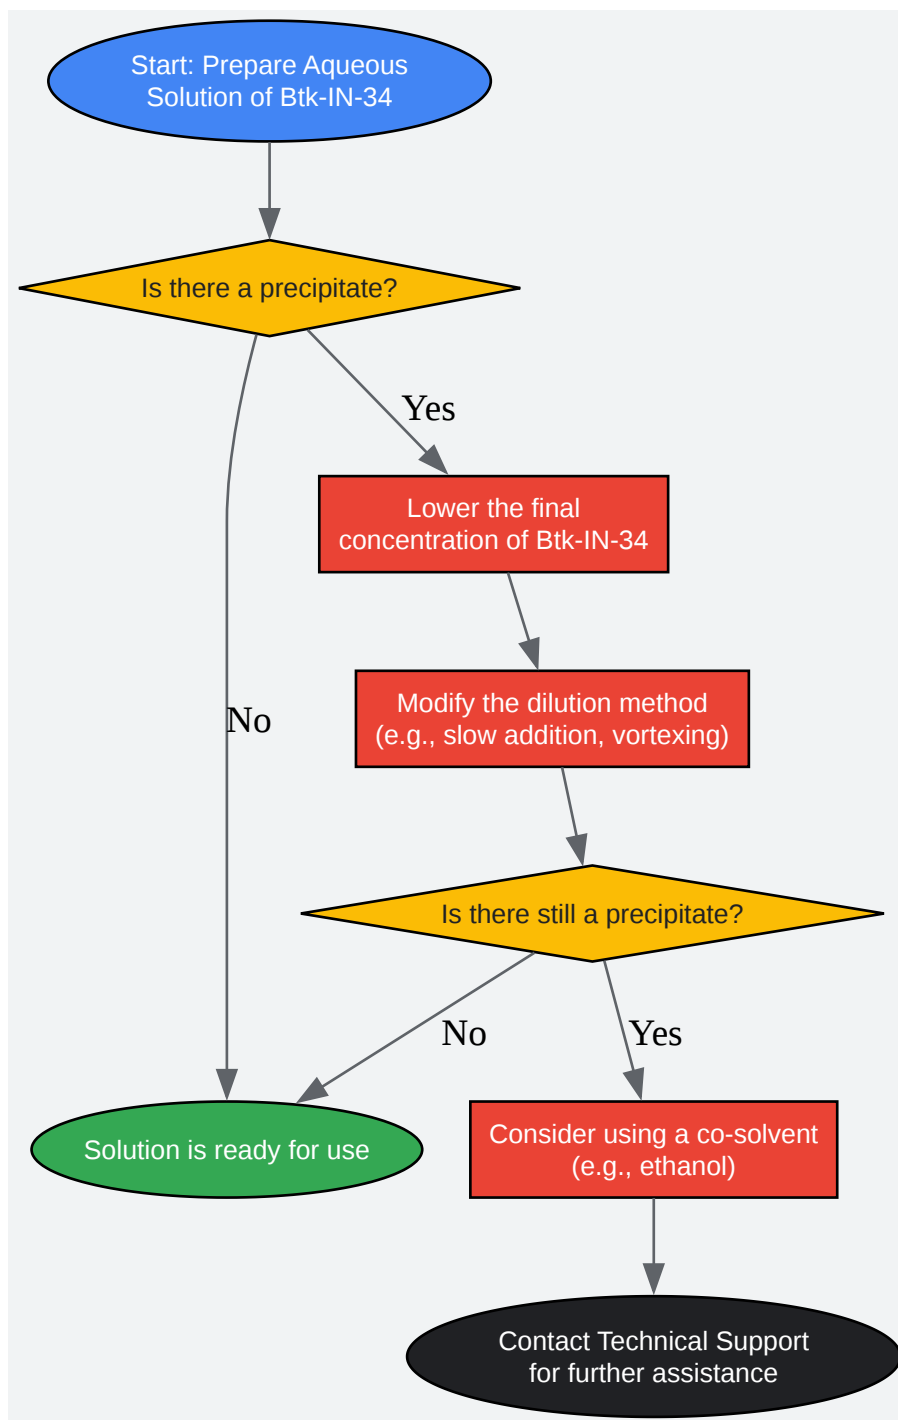 Start: Prepare Aqueous
Solution of Btk-IN-34
Is there a precipitate?
Yes
Lower the final
concentration of Btk-IN-34
Modify the dilution method
(e.g., slow addition, vortexing)
No
Is there still a precipitate?
No
Yes
Solution is ready for use
Consider using a co-solvent
(e.g., ethanol)
Contact Technical Support
for further assistance